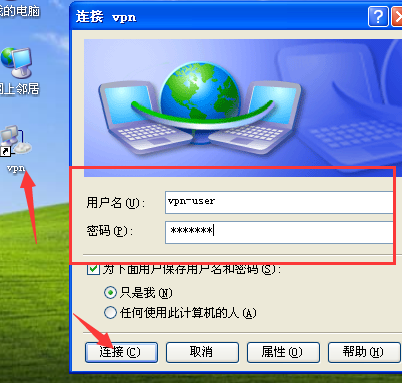 我的电脑
网上邻居
vpn
连接 vpn
用户名(U):
vpn-user
密码(P):
*******
为下面用户保存用户名和密码(S):
只是我(N)
任何使用此计算机的人(A)
连接(C)
取消
属性(O)
帮助(H)